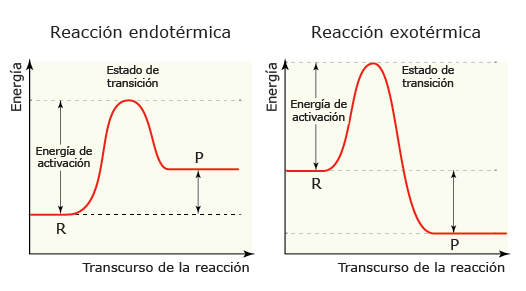 Reacción endotérmica
Energía
Estado de
transición
Energía de
activación
P
R
Transcurso de la reacción
Reacción exotérmica
Energía
Estado de
transición
Energía de
activación
R
P
Transcurso de la reacción